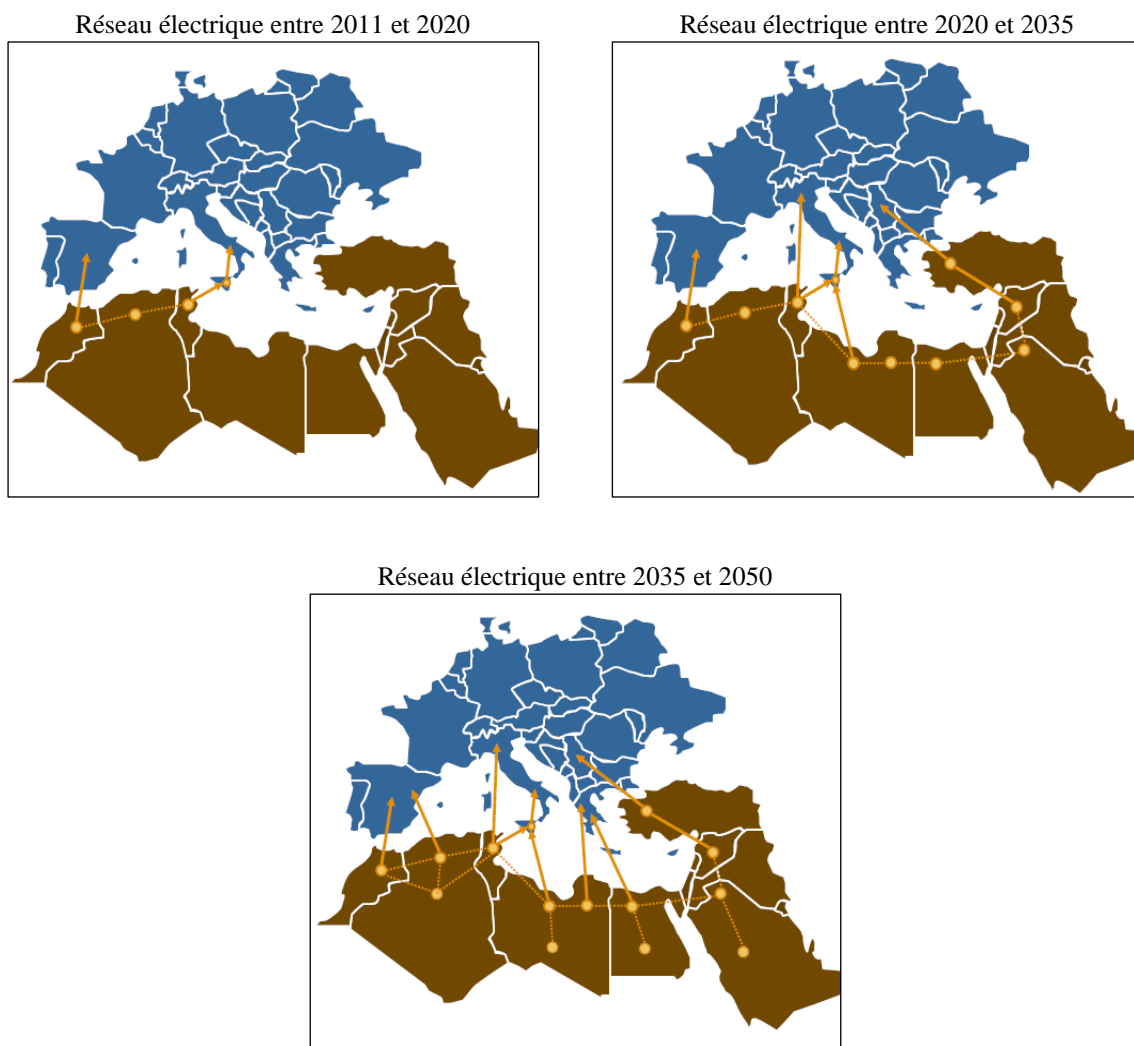 Réseau électrique entre 2011 et 2020
Réseau électrique entre 2020 et 2035
Réseau électrique entre 2035 et 2050